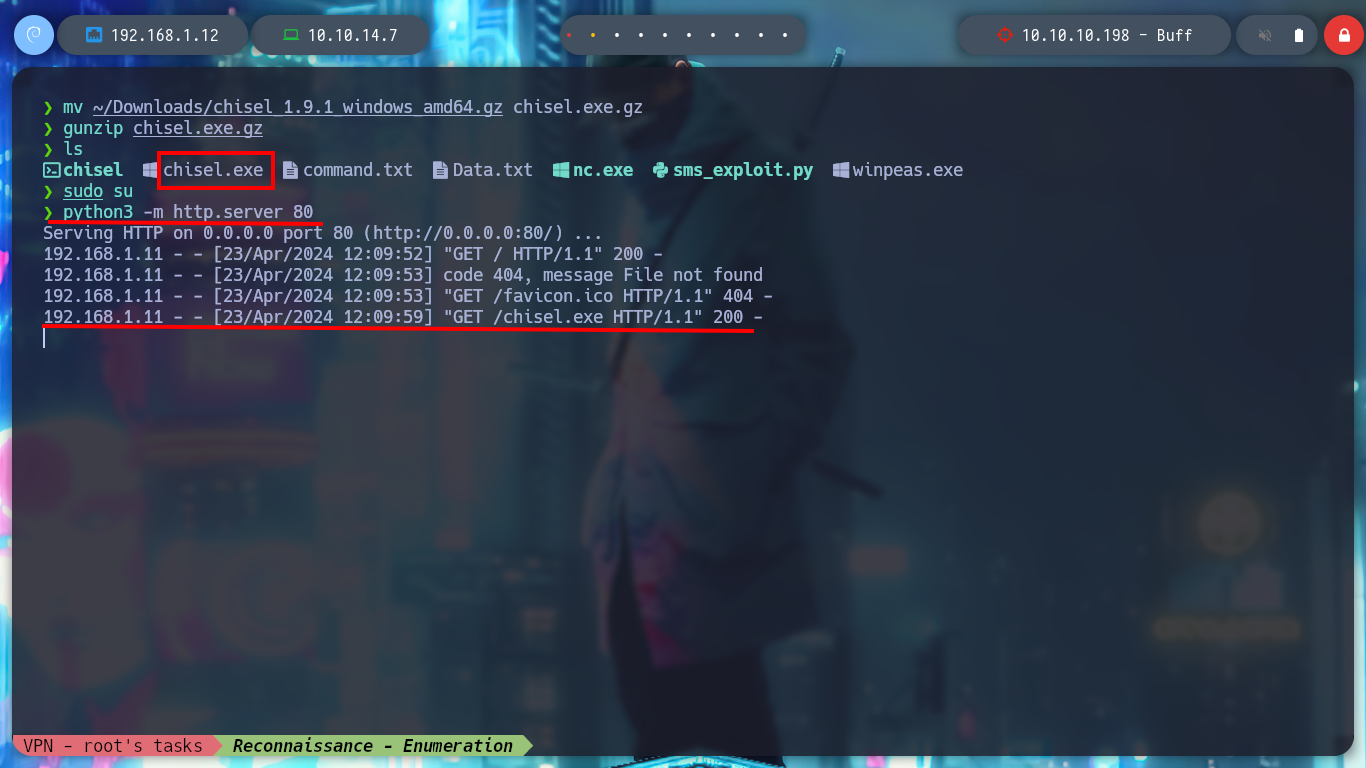 192.168.1.12 10.10.14.7 10.10.10.198 - Buff
❯ mv ~/Downloads/chisel_1.9.1_windows_amd64.gz chisel.exe.gz
❯ gunzip chisel.exe.gz
❯ ls
chisel chisel.exe command.txt Data.txt nc.exe sms_exploit.py winpeas.exe
❯ sudo su
❯ python3 -m http.server 80
Serving HTTP on 0.0.0.0 port 80 (http://0.0.0.0:80/) ...
192.168.1.11 - - [23/Apr/2024 12:09:52] "GET / HTTP/1.1" 200 -
192.168.1.11 - - [23/Apr/2024 12:09:53] code 404, message File not found
192.168.1.11 - - [23/Apr/2024 12:09:53] "GET /favicon.ico HTTP/1.1" 404 -
192.168.1.11 - - [23/Apr/2024 12:09:59] "GET /chisel.exe HTTP/1.1" 200 -
VPN - root's tasks Reconnaissance - Enumeration